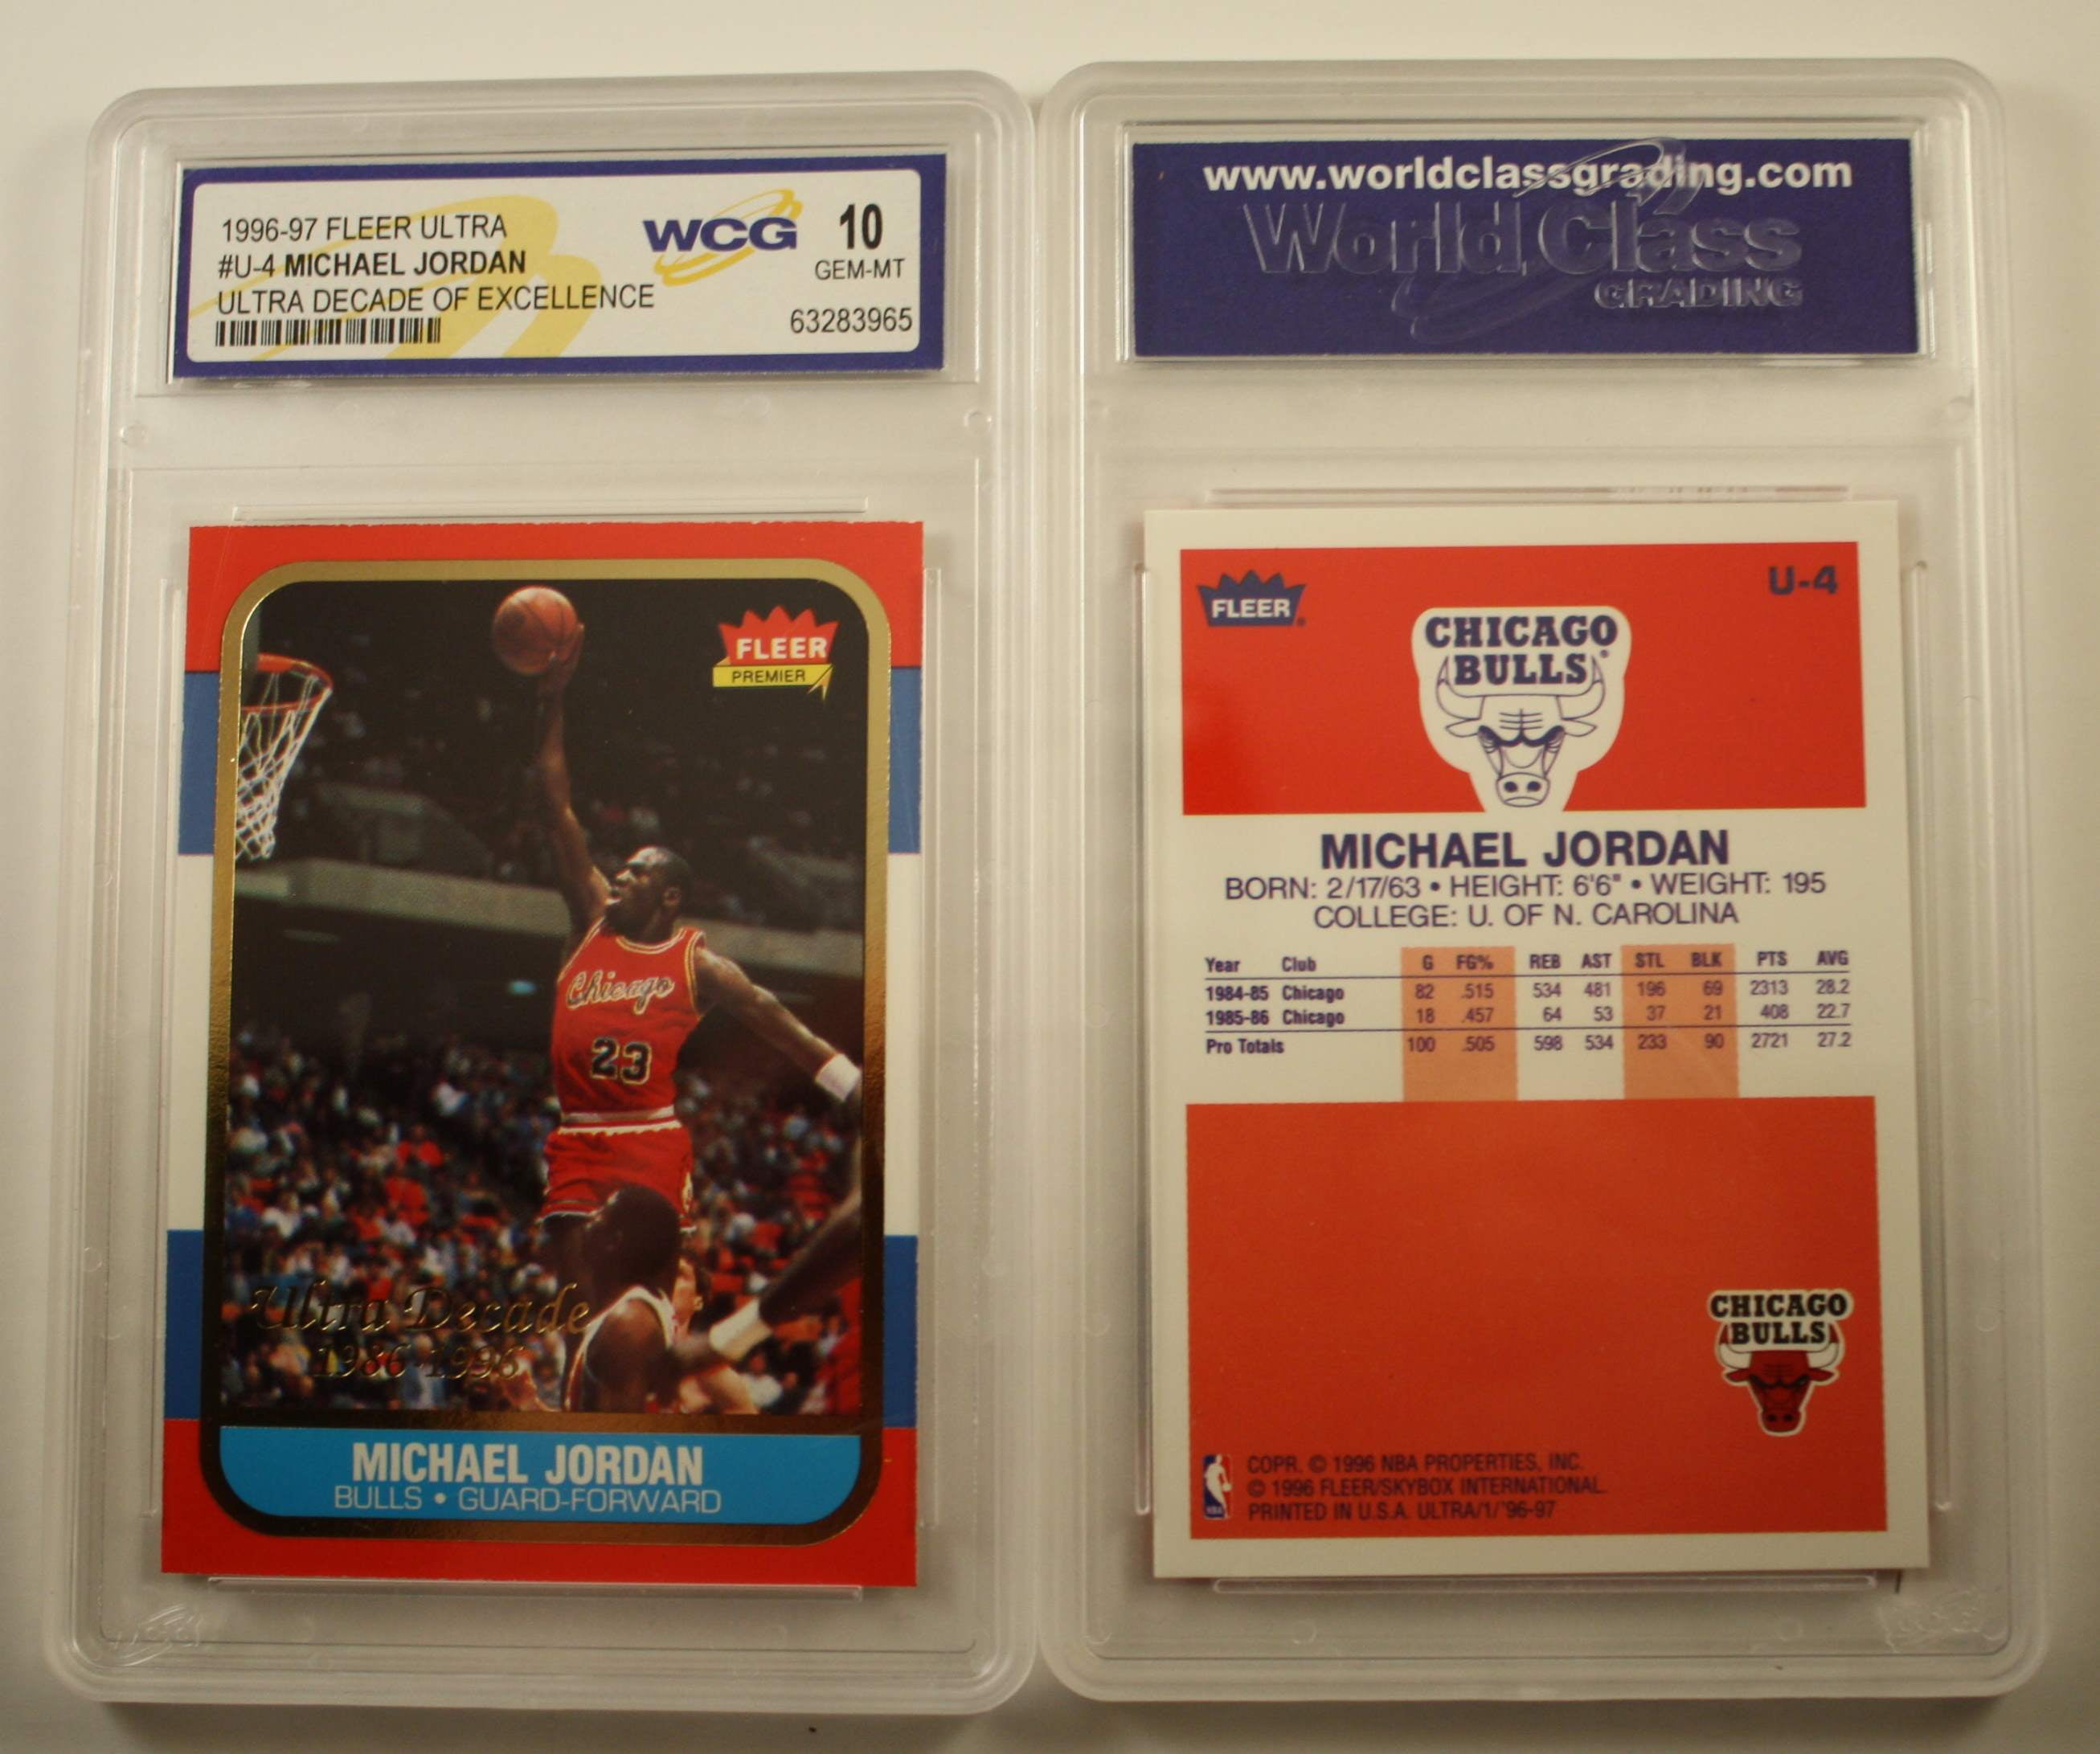 1996-97 FLEER ULTRA
#U-4 MICHAEL JORDAN
ULTRA DECADE OF EXCELLENCE
WCG
10
GEM-MT
63283965
FLEER
PREMIER
Chicago
23
Ultra Decade
1986-1996
MICHAEL JORDAN
BULLS • GUARD-FORWARD
www.worldclassgrading.com
World Class
GRADING
FLEER®
U-4
CHICAGO
BULLS®
MICHAEL JORDAN
BORN: 2/17/63 • HEIGHT: 6'6" • WEIGHT: 195
COLLEGE: U. OF N. CAROLINA
Year Club G FG% REB AST STL BLK PTS AVG
1984-85 Chicago 82 .515 534 481 196 69 2313 28.2
1985-86 Chicago 18 .457 64 53 37 21 408 22.7
Pro Totals 100 .505 598 534 233 90 2721 27.2
CHICAGO
BULLS
COPR. © 1996 NBA PROPERTIES, INC.
© 1996 FLEER/SKYBOX INTERNATIONAL.
PRINTED IN U.S.A. ULTRA/1/'96-97